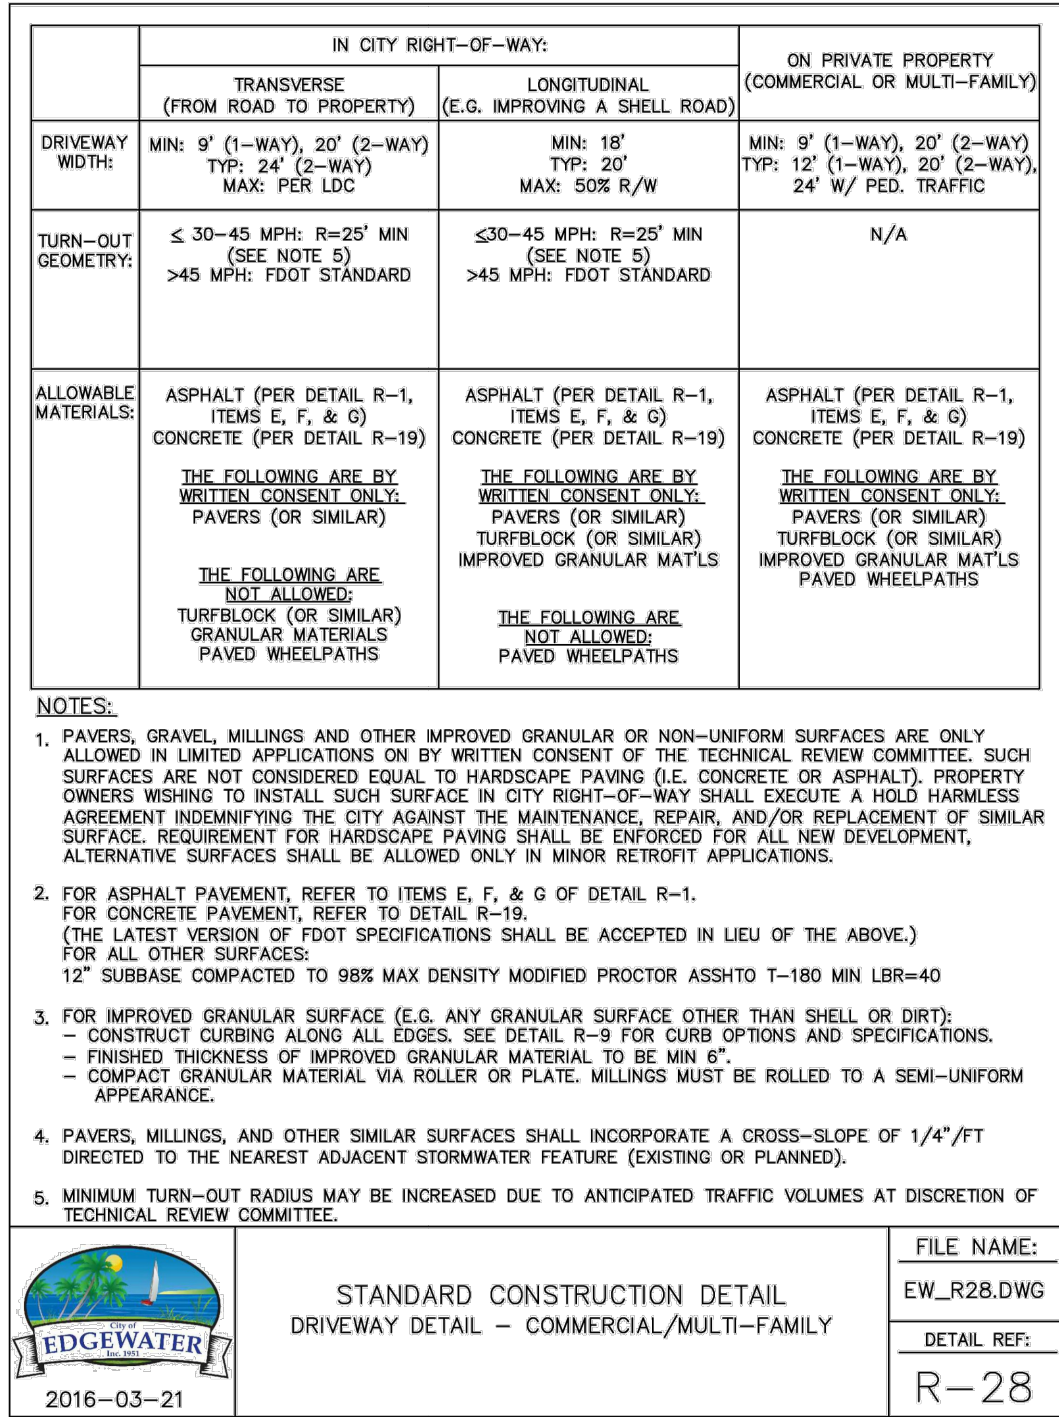 IN CITY RIGHT-OF-WAY:
ON PRIVATE PROPERTY
(COMMERCIAL OR MULTI-FAMILY)
TRANSVERSE
(FROM ROAD TO PROPERTY)
LONGITUDINAL
(E.G. IMPROVING A SHELL ROAD)
DRIVEWAY
WIDTH:
MIN: 9' (1-WAY), 20' (2-WAY)
TYP: 24' (2-WAY)
MAX: PER LDC
MIN: 18'
TYP: 20'
MAX: 50% R/W
MIN: 9' (1-WAY), 20' (2-WAY)
TYP: 12' (1-WAY), 20' (2-WAY),
24' W/ PED. TRAFFIC
TURN-OUT
GEOMETRY:
≤ 30-45 MPH: R=25' MIN
(SEE NOTE 5)
>45 MPH: FDOT STANDARD
≤30-45 MPH: R=25' MIN
(SEE NOTE 5)
>45 MPH: FDOT STANDARD
N/A
ALLOWABLE
MATERIALS:
ASPHALT (PER DETAIL R-1,
ITEMS E, F, & G)
CONCRETE (PER DETAIL R-19)
THE FOLLOWING ARE BY
WRITTEN CONSENT ONLY:
PAVERS (OR SIMILAR)
THE FOLLOWING ARE
NOT ALLOWED:
TURFBLOCK (OR SIMILAR)
GRANULAR MATERIALS
PAVED WHEELPATHS
ASPHALT (PER DETAIL R-1,
ITEMS E, F, & G)
CONCRETE (PER DETAIL R-19)
THE FOLLOWING ARE BY
WRITTEN CONSENT ONLY:
PAVERS (OR SIMILAR)
TURFBLOCK (OR SIMILAR)
IMPROVED GRANULAR MAT'LS
THE FOLLOWING ARE
NOT ALLOWED:
PAVED WHEELPATHS
ASPHALT (PER DETAIL R-1,
ITEMS E, F, & G)
CONCRETE (PER DETAIL R-19)
THE FOLLOWING ARE BY
WRITTEN CONSENT ONLY:
PAVERS (OR SIMILAR)
TURFBLOCK (OR SIMILAR)
IMPROVED GRANULAR MAT'LS
PAVED WHEELPATHS
NOTES:
1. PAVERS, GRAVEL, MILLINGS AND OTHER IMPROVED GRANULAR OR NON-UNIFORM SURFACES ARE ONLY
ALLOWED IN LIMITED APPLICATIONS ON BY WRITTEN CONSENT OF THE TECHNICAL REVIEW COMMITTEE. SUCH
SURFACES ARE NOT CONSIDERED EQUAL TO HARDSCAPE PAVING (I.E. CONCRETE OR ASPHALT). PROPERTY
OWNERS WISHING TO INSTALL SUCH SURFACE IN CITY RIGHT-OF-WAY SHALL EXECUTE A HOLD HARMLESS
AGREEMENT INDEMNIFYING THE CITY AGAINST THE MAINTENANCE, REPAIR, AND/OR REPLACEMENT OF SIMILAR
SURFACE. REQUIREMENT FOR HARDSCAPE PAVING SHALL BE ENFORCED FOR ALL NEW DEVELOPMENT,
ALTERNATIVE SURFACES SHALL BE ALLOWED ONLY IN MINOR RETROFIT APPLICATIONS.
2. FOR ASPHALT PAVEMENT, REFER TO ITEMS E, F, & G OF DETAIL R-1.
FOR CONCRETE PAVEMENT, REFER TO DETAIL R-19.
(THE LATEST VERSION OF FDOT SPECIFICATIONS SHALL BE ACCEPTED IN LIEU OF THE ABOVE.)
FOR ALL OTHER SURFACES:
12" SUBBASE COMPACTED TO 98% MAX DENSITY MODIFIED PROCTOR ASSHTO T-180 MIN LBR=40
3. FOR IMPROVED GRANULAR SURFACE (E.G. ANY GRANULAR SURFACE OTHER THAN SHELL OR DIRT):
- CONSTRUCT CURBING ALONG ALL EDGES. SEE DETAIL R-9 FOR CURB OPTIONS AND SPECIFICATIONS.
- FINISHED THICKNESS OF IMPROVED GRANULAR MATERIAL TO BE MIN 6".
- COMPACT GRANULAR MATERIAL VIA ROLLER OR PLATE. MILLINGS MUST BE ROLLED TO A SEMI-UNIFORM
APPEARANCE.
4. PAVERS, MILLINGS, AND OTHER SIMILAR SURFACES SHALL INCORPORATE A CROSS-SLOPE OF 1/4"/FT
DIRECTED TO THE NEAREST ADJACENT STORMWATER FEATURE (EXISTING OR PLANNED).
5. MINIMUM TURN-OUT RADIUS MAY BE INCREASED DUE TO ANTICIPATED TRAFFIC VOLUMES AT DISCRETION OF
TECHNICAL REVIEW COMMITTEE.
City of
EDGEWATER
Inc. 1951
2016-03-21
STANDARD CONSTRUCTION DETAIL
DRIVEWAY DETAIL - COMMERCIAL/MULTI-FAMILY
FILE NAME:
EW_R28.DWG
DETAIL REF:
R-28